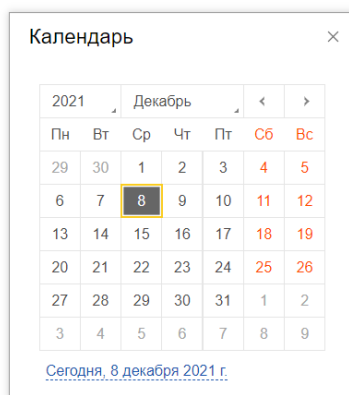 Календарь ×
2021 Декабрь ‹ ›
Пн Вт Ср Чт Пт Сб Вс
29 30 1 2 3 4 5
6 7 8 9 10 11 12
13 14 15 16 17 18 19
20 21 22 23 24 25 26
27 28 29 30 31 1 2
3 4 5 6 7 8 9
Сегодня, 8 декабря 2021 г.